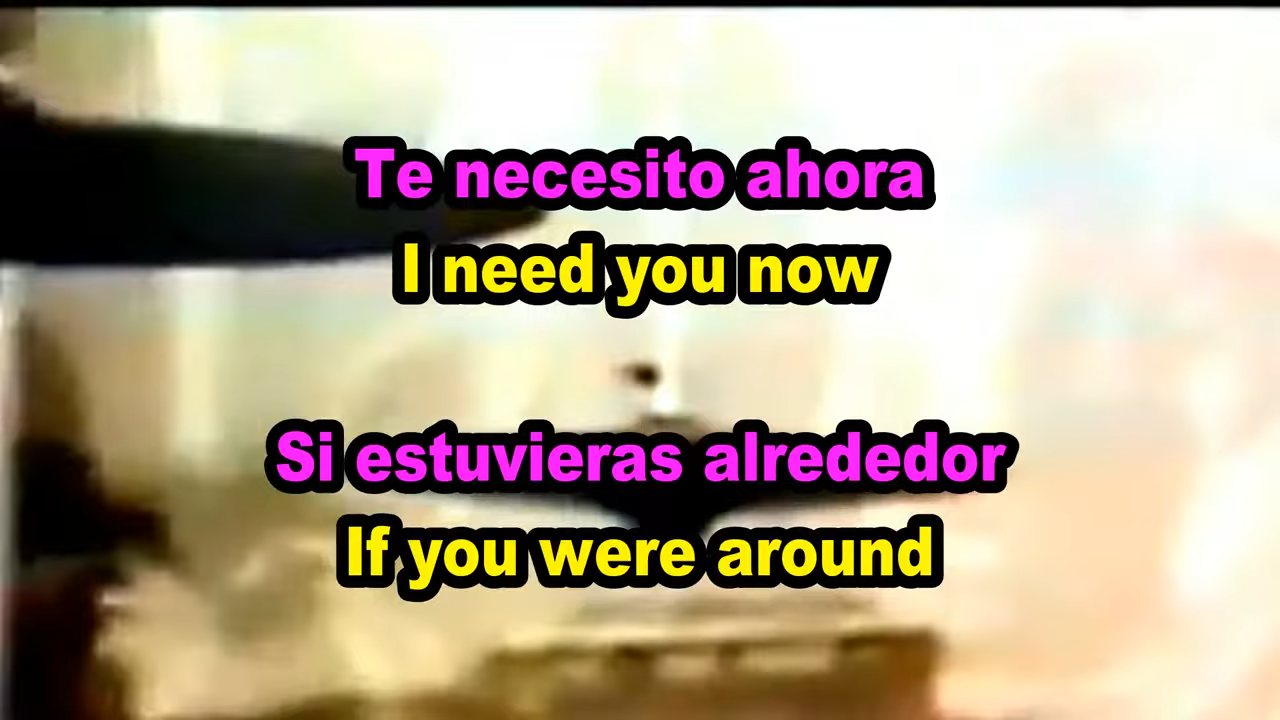 Te necesito ahora
I need you now
Si estuvieras alrededor
If you were around